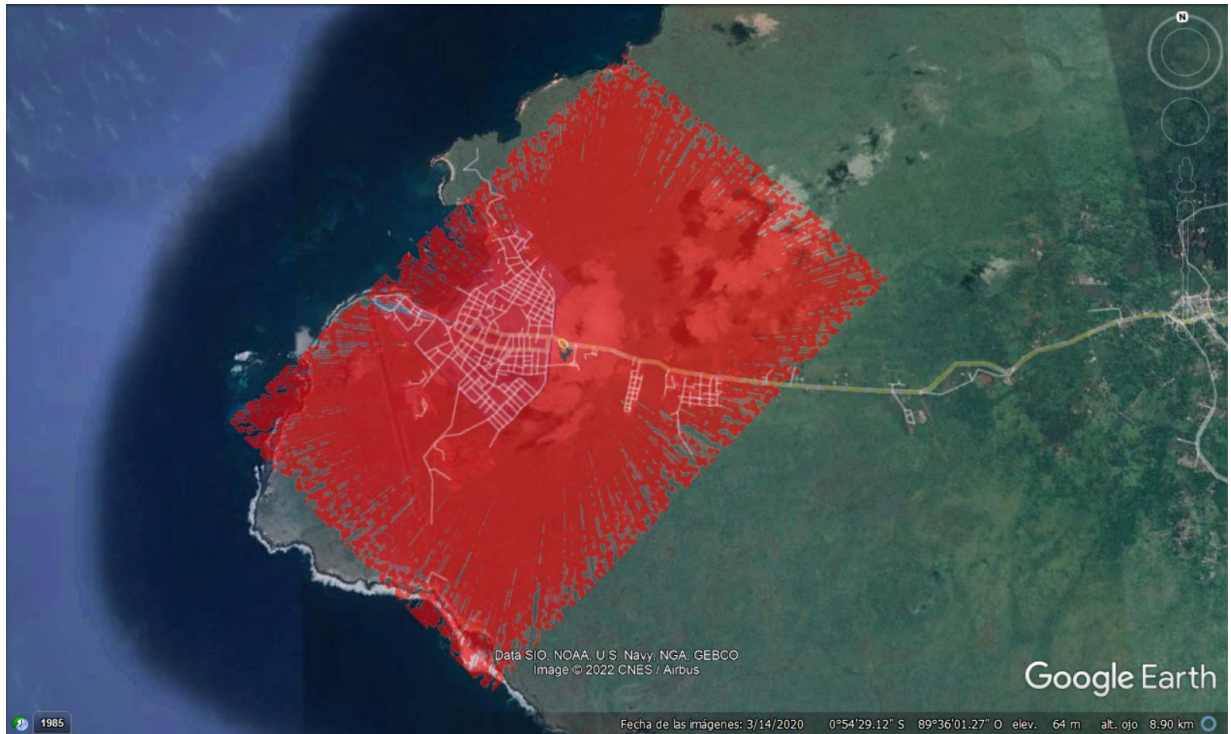 N
Data SIO, NOAA, U.S. Navy, NGA, GEBCO
Image © 2022 CNES / Airbus
Google Earth
1985
Fecha de las imágenes: 3/14/2020 0°54'29.12" S 89°36'01.27" O elev. 64 m alt. ojo 8.90 km